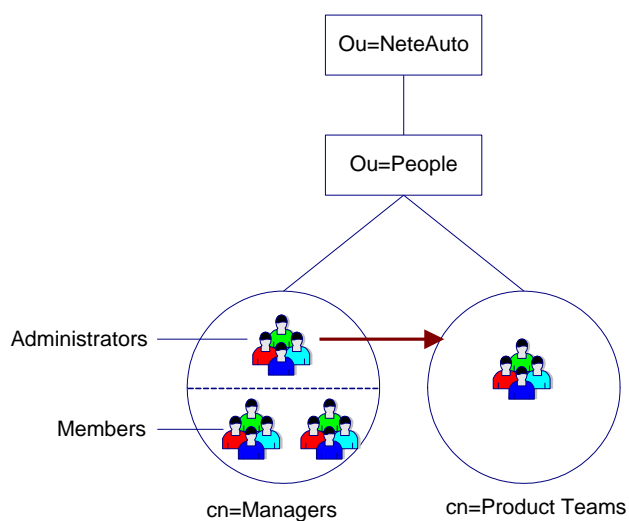 Ou=NeteAuto
Ou=People
Administrators
Members
cn=Managers
cn=Product Teams